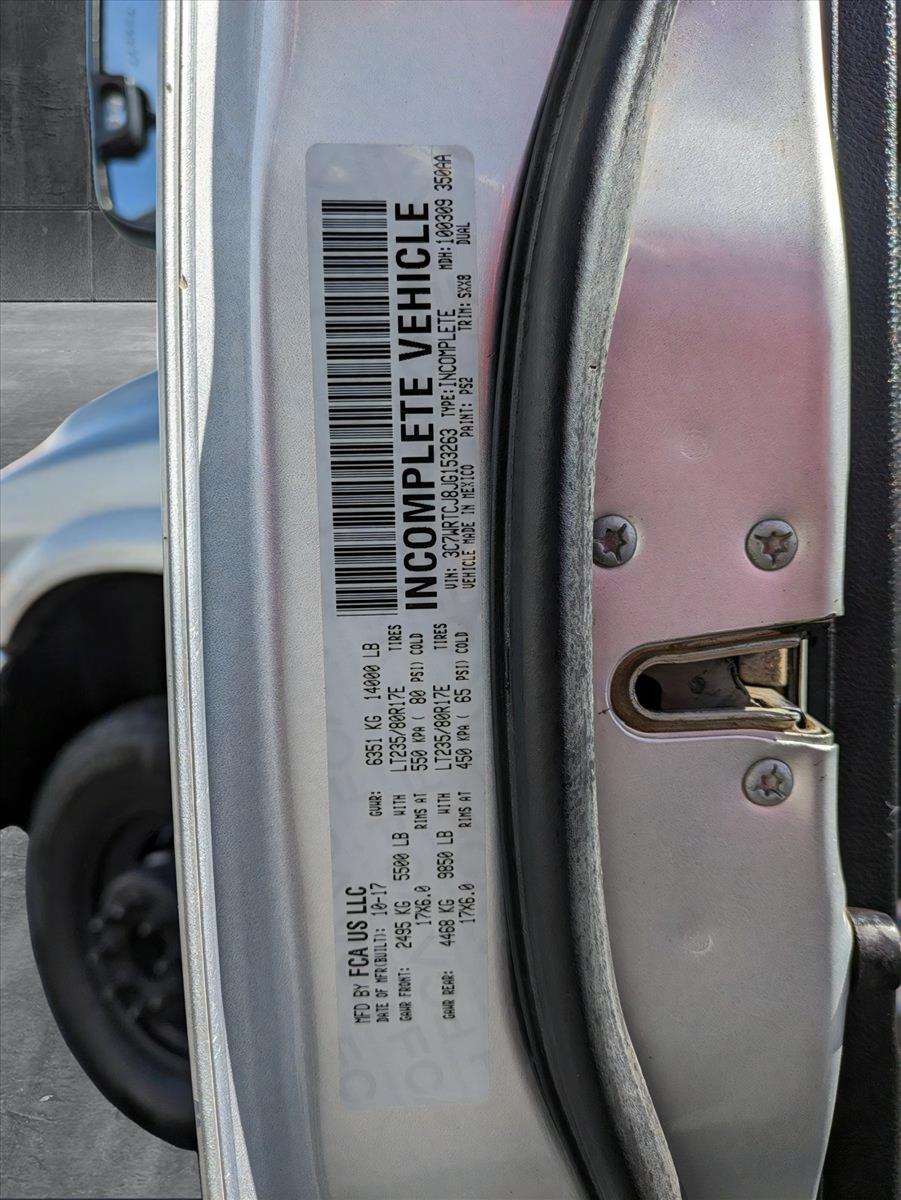 MFD BY FCA US LLC
DATE OF MFR(BUILT): 10-17
GVWR: 6351 KG 14000 LB
GAWR FRONT: 2495 KG 5500 LB WITH LT235/80R17E TIRES
17X6.0 RIMS AT 550 KPA( 80 PSI) COLD
GAWR REAR: 4468 KG 9850 LB WITH LT235/80R17E TIRES
17X6.0 RIMS AT 450 KPA( 65 PSI) COLD
INCOMPLETE VEHICLE
VIN: 3C7WRTCJ8JG153263 TYPE:INCOMPLETE MDH:100309 350AA
VEHICLE MADE IN MEXICO PAINT: PS2 TRIM: SXX8 DUAL